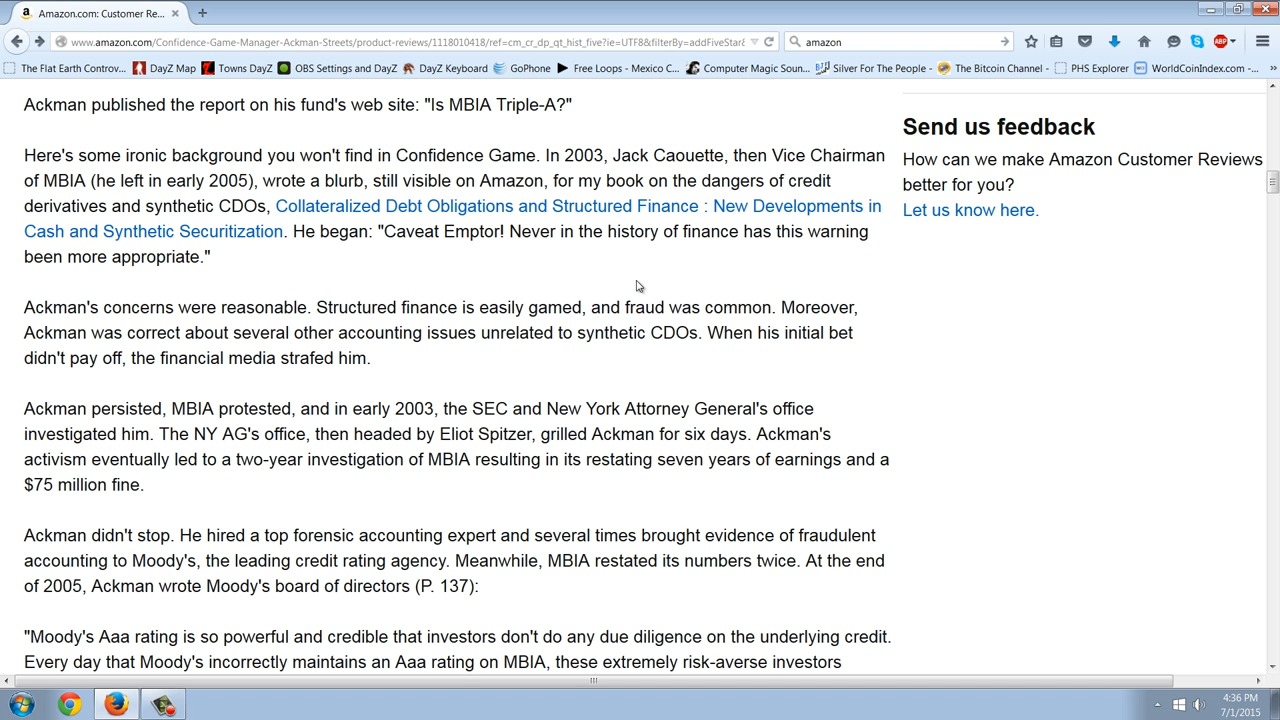 Amazon.com: Customer Re...
www.amazon.com/Confidence-Game-Manager-Ackman-Streets/product-reviews/1118010418/ref=cm_cr_dp_qt_hist_five?ie=UTF8&filterBy=addFiveStar&
amazon
The Flat Earth Controv...
DayZ Map
Towns DayZ
OBS Settings and DayZ
DayZ Keyboard
GoPhone
Free Loops - Mexico C...
Computer Magic Soun...
Silver For The People -
The Bitcoin Channel -
PHS Explorer
WorldCoinIndex.com -...
Ackman published the report on his fund's web site: "Is MBIA Triple-A?"
Here's some ironic background you won't find in Confidence Game. In 2003, Jack Caouette, then Vice Chairman
of MBIA (he left in early 2005), wrote a blurb, still visible on Amazon, for my book on the dangers of credit
derivatives and synthetic CDOs, Collateralized Debt Obligations and Structured Finance : New Developments in
Cash and Synthetic Securitization. He began: "Caveat Emptor! Never in the history of finance has this warning
been more appropriate."
Ackman's concerns were reasonable. Structured finance is easily gamed, and fraud was common. Moreover,
Ackman was correct about several other accounting issues unrelated to synthetic CDOs. When his initial bet
didn't pay off, the financial media strafed him.
Ackman persisted, MBIA protested, and in early 2003, the SEC and New York Attorney General's office
investigated him. The NY AG's office, then headed by Eliot Spitzer, grilled Ackman for six days. Ackman's
activism eventually led to a two-year investigation of MBIA resulting in its restating seven years of earnings and a
$75 million fine.
Ackman didn't stop. He hired a top forensic accounting expert and several times brought evidence of fraudulent
accounting to Moody's, the leading credit rating agency. Meanwhile, MBIA restated its numbers twice. At the end
of 2005, Ackman wrote Moody's board of directors (P. 137):
"Moody's Aaa rating is so powerful and credible that investors don't do any due diligence on the underlying credit.
Every day that Moody's incorrectly maintains an Aaa rating on MBIA, these extremely risk-averse investors
Send us feedback
How can we make Amazon Customer Reviews
better for you?
Let us know here.
ABP
4:36 PM
7/1/2015